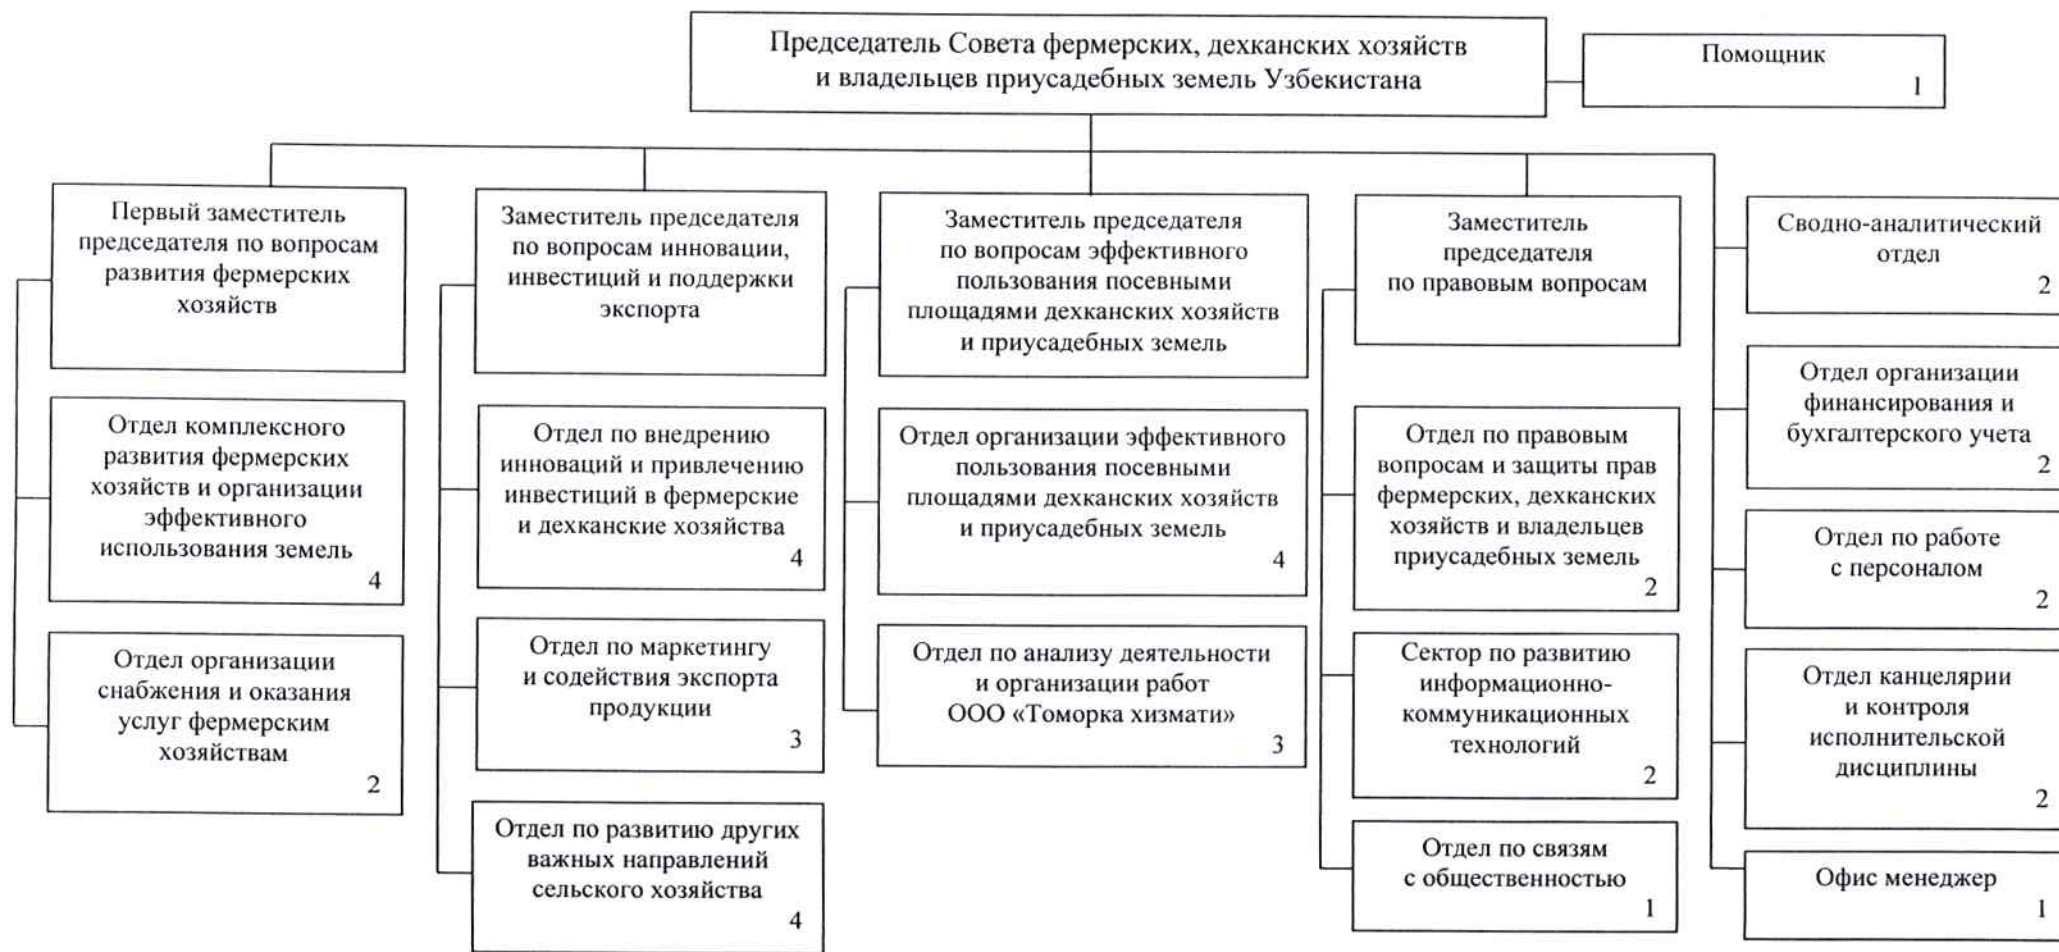 Председатель Совета фермерских, дехканских хозяйств
и владельцев приусадебных земель Узбекистана
Помощник
1
Первый заместитель
председателя по вопросам
развития фермерских
хозяйств
Отдел комплексного
развития фермерских
хозяйств и организации
эффективного
использования земель
4
Отдел организации
снабжения и оказания
услуг фермерским
хозяйствам
2
Заместитель председателя
по вопросам инновации,
инвестиций и поддержки
экспорта
Отдел по внедрению
инноваций и привлечению
инвестиций в фермерские
и дехканские хозяйства
4
Отдел по маркетингу
и содействия экспорта
продукции
3
Отдел по развитию других
важных направлений
сельского хозяйства
4
Заместитель председателя
по вопросам эффективного
пользования посевными
площадями дехканских хозяйств
и приусадебных земель
Отдел организации эффективного
пользования посевными
площадями дехканских хозяйств
и приусадебных земель
4
Отдел по анализу деятельности
и организации работ
ООО «Томорка хизмати»
3
Заместитель
председателя
по правовым вопросам
Отдел по правовым
вопросам и защиты прав
фермерских, дехканских
хозяйств и владельцев
приусадебных земель
2
Сектор по развитию
информационно-
коммуникационных
технологий
2
Отдел по связям
с общественностью
1
Сводно-аналитический
отдел
2
Отдел организации
финансирования и
бухгалтерского учета
2
Отдел по работе
с персоналом
2
Отдел канцелярии
и контроля
исполнительской
дисциплины
2
Офис менеджер
1